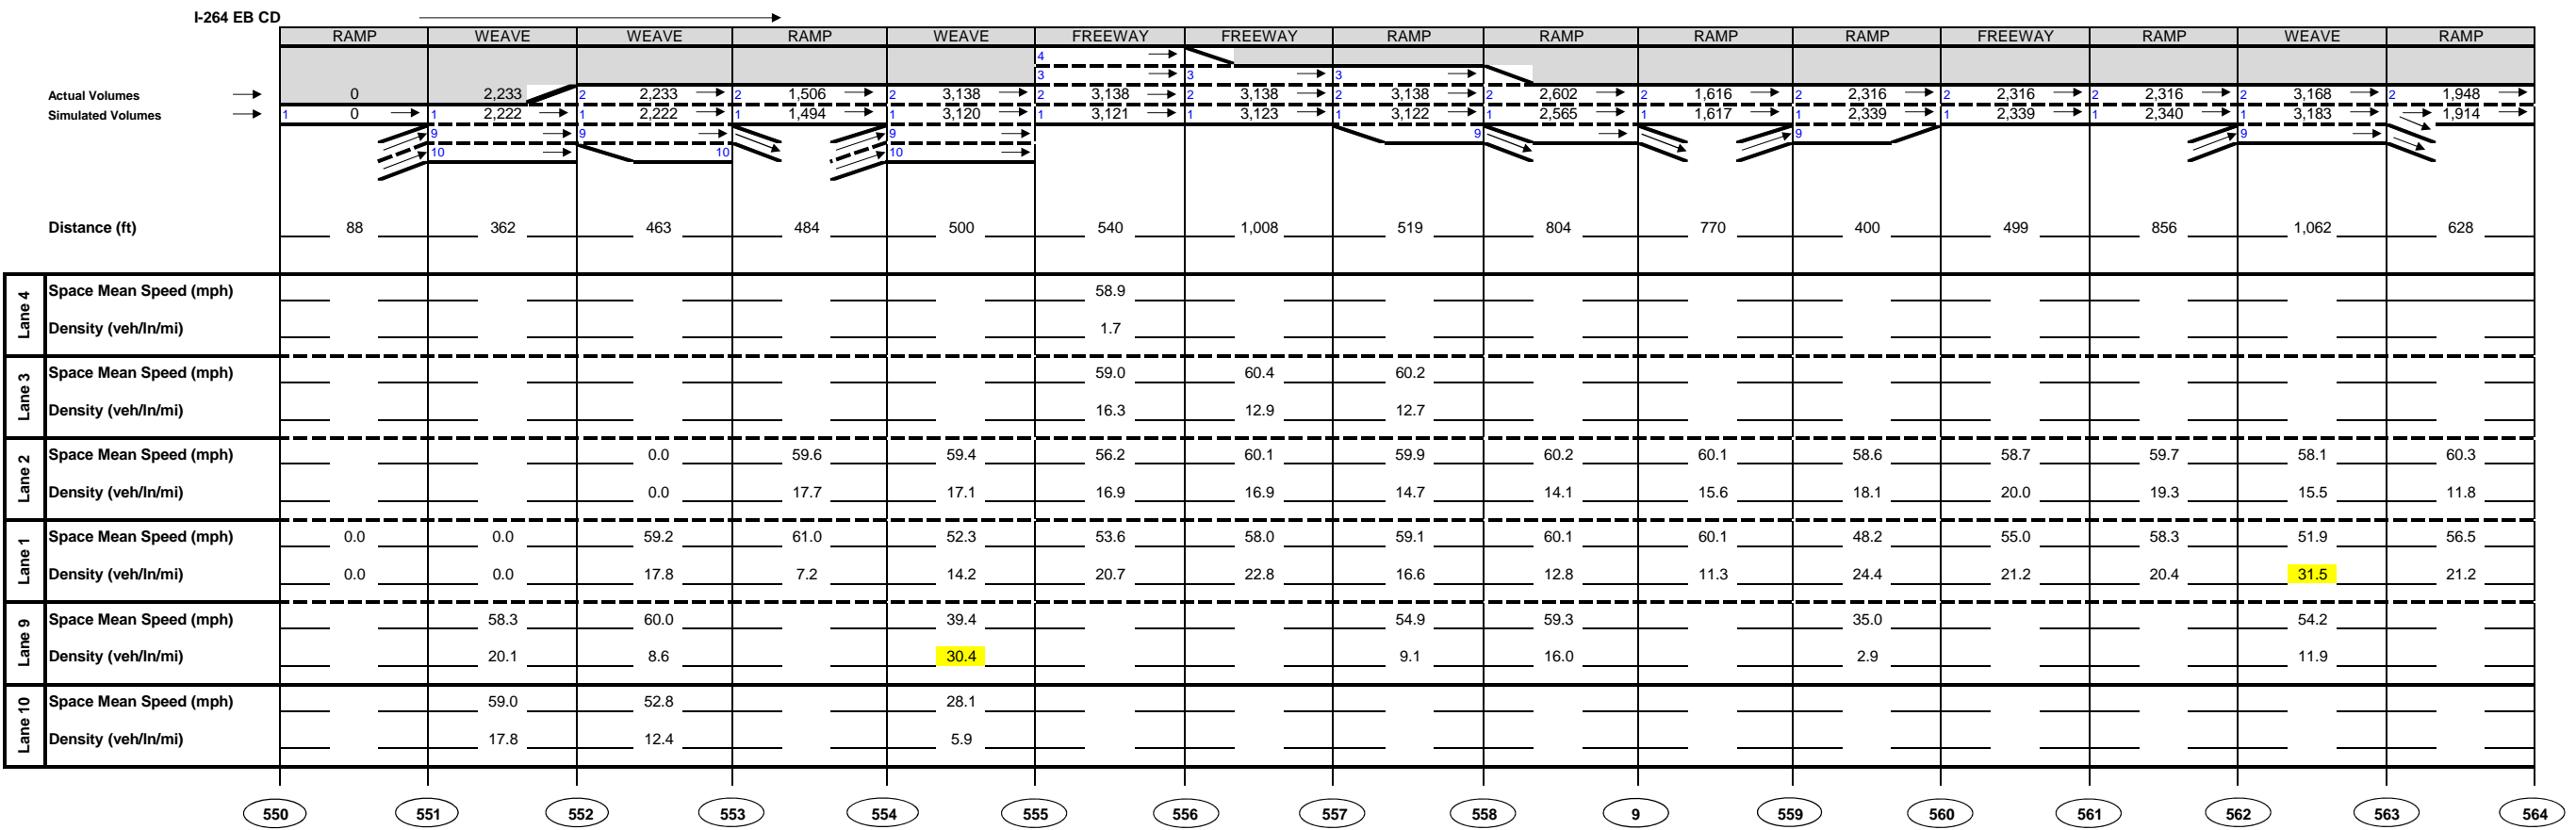 I-264 EB CD
RAMP WEAVE WEAVE RAMP WEAVE FREEWAY FREEWAY RAMP RAMP RAMP RAMP FREEWAY RAMP WEAVE RAMP
4
3 3 3
Actual Volumes 0 2,233 2 2,233 2 1,506 2 3,138 2 3,138 2 3,138 2 3,138 2 2,602 2 1,616 2 2,316 2 2,316 2 2,316 2 3,168 2 1,948
Simulated Volumes 1 0 1 2,222 1 2,222 1 1,494 1 3,120 1 3,121 1 3,123 1 3,122 1 2,565 1 1,617 1 2,339 1 2,339 1 2,340 1 3,183 1,914
9 9 9 9 9 9
10 10 10
Distance (ft) 88 362 463 484 500 540 1,008 519 804 770 400 499 856 1,062 628
Lane 4
Space Mean Speed (mph) 58.9
Density (veh/ln/mi) 1.7
Lane 3
Space Mean Speed (mph) 59.0 60.4 60.2
Density (veh/ln/mi) 16.3 12.9 12.7
Lane 2
Space Mean Speed (mph) 0.0 59.6 59.4 56.2 60.1 59.9 60.2 60.1 58.6 58.7 59.7 58.1 60.3
Density (veh/ln/mi) 0.0 17.7 17.1 16.9 16.9 14.7 14.1 15.6 18.1 20.0 19.3 15.5 11.8
Lane 1
Space Mean Speed (mph) 0.0 0.0 59.2 61.0 52.3 53.6 58.0 59.1 60.1 60.1 48.2 55.0 58.3 51.9 56.5
Density (veh/ln/mi) 0.0 0.0 17.8 7.2 14.2 20.7 22.8 16.6 12.8 11.3 24.4 21.2 20.4 31.5 21.2
Lane 9
Space Mean Speed (mph) 58.3 60.0 39.4 54.9 59.3 35.0 54.2
Density (veh/ln/mi) 20.1 8.6 30.4 9.1 16.0 2.9 11.9
Lane 10
Space Mean Speed (mph) 59.0 52.8 28.1
Density (veh/ln/mi) 17.8 12.4 5.9
550 551 552 553 554 555 556 557 558 9 559 560 561 562 563 564